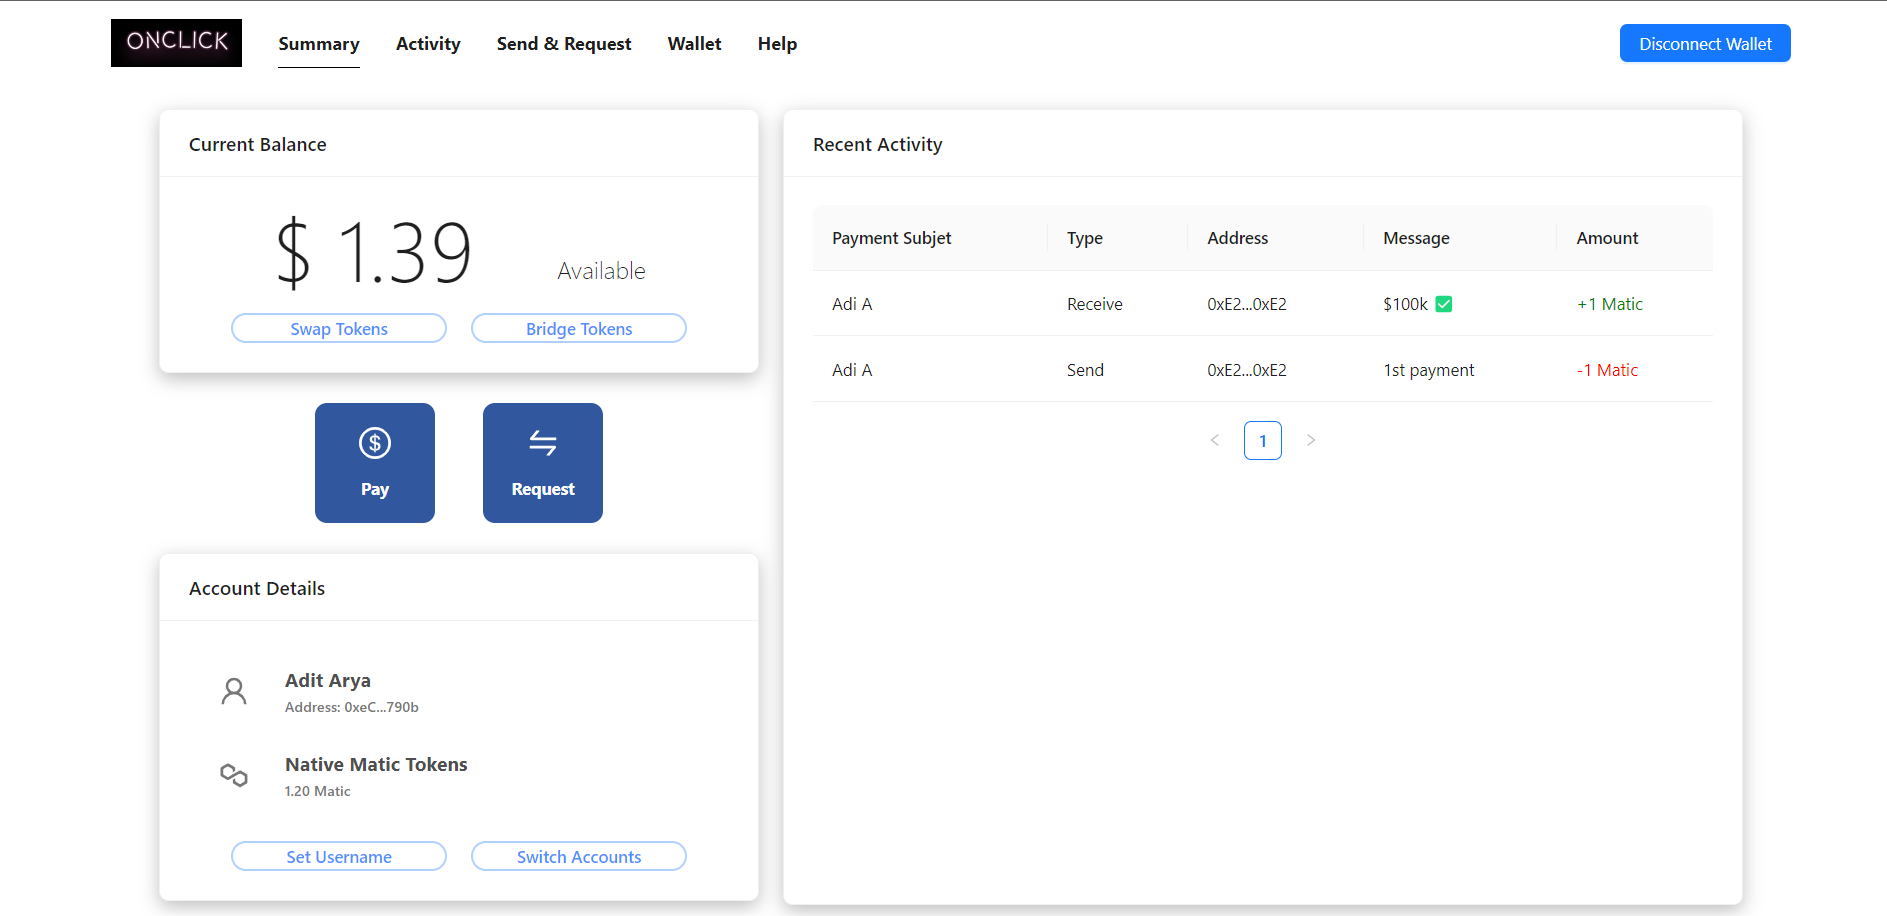 ONCLICK
Summary
Activity
Send & Request
Wallet
Help
Disconnect Wallet
Current Balance
$ 1.39
Available
Swap Tokens
Bridge Tokens
Pay
Request
Account Details
Adit Arya
Address: 0xeC...790b
Native Matic Tokens
1.20 Matic
Set Username
Switch Accounts
Recent Activity
Payment Subjet Type Address Message Amount
Adi A Receive 0xE2...0xE2 $100k ✅ +1 Matic
Adi A Send 0xE2...0xE2 1st payment -1 Matic
< 1 >